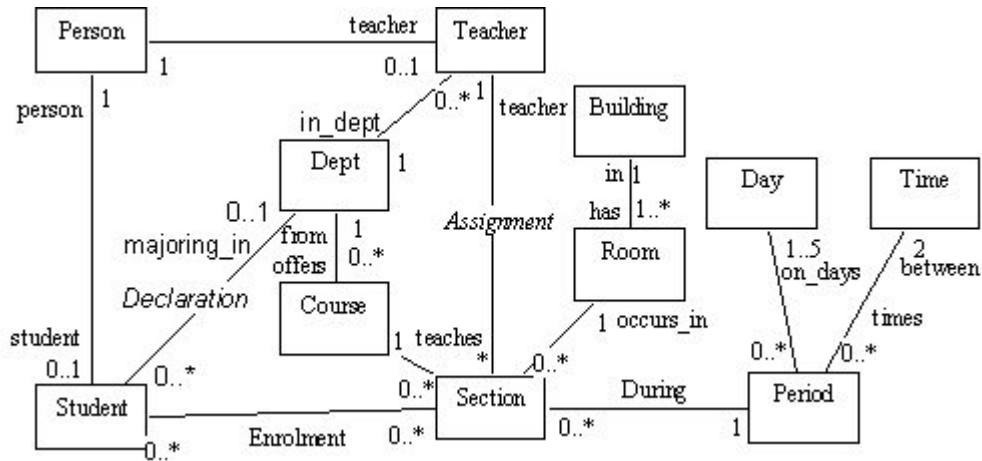 Person
teacher
Teacher
1
0..1
person
1
0..*
1
teacher
Building
in_dept
Dept
1
in
1
Day
Time
0..1
Assignment
has
1..*
majoring_in
from
1
offers
0..*
Room
1..5
2
on_days
between
Declaration
Course
1
teaches
1
occurs_in
times
student
0..1
0..*
*
0..*
0..*
0..*
Student
0..*
Section
During
Period
0..*
Enrolment
0..*
0..*
1